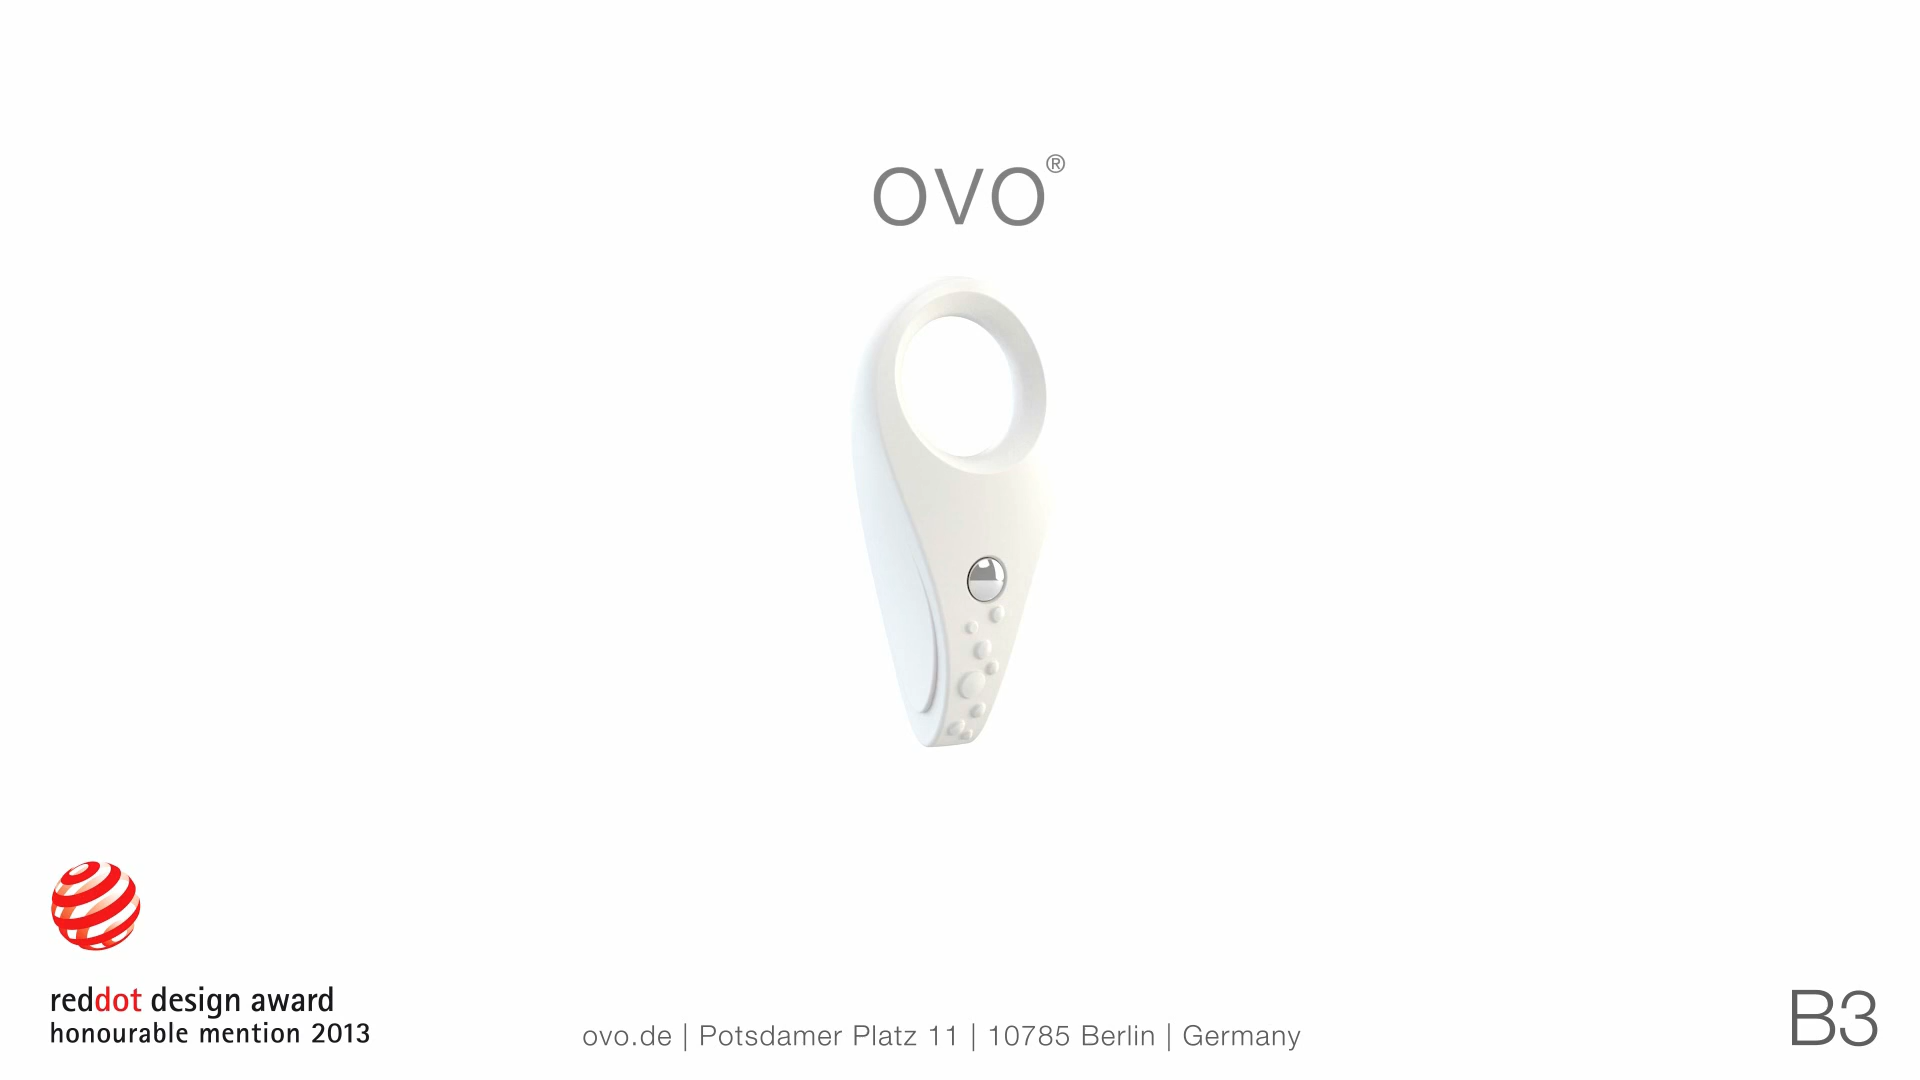 OVO®
reddot design award
honourable mention 2013
ovo.de | Potsdamer Platz 11 | 10785 Berlin | Germany
B3